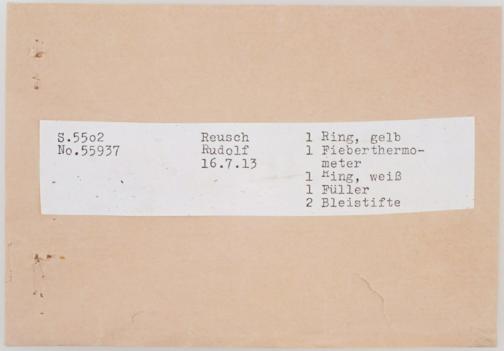 S.55o2 Reusch 1 Ring, gelb
No.55937 Rudolf 1 Fieberthermo-
16.7.13 meter
1 Ring, weiß
1 Füller
2 Bleistifte